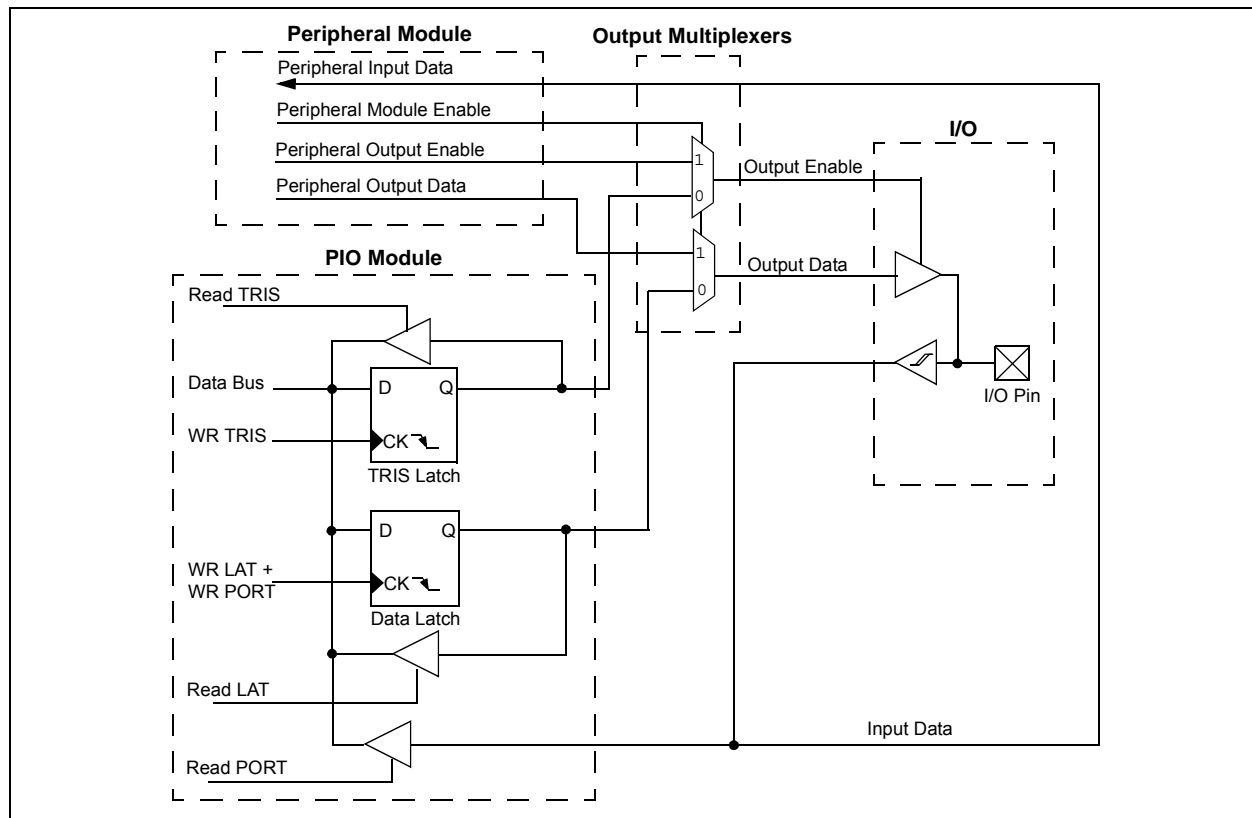 Peripheral Module
Output Multiplexers
Peripheral Input Data
Peripheral Module Enable
I/O
Peripheral Output Enable
1
Output Enable
Peripheral Output Data
0
PIO Module
1
Output Data
0
Read TRIS
Data Bus
D
Q
I/O Pin
WR TRIS
CK
TRIS Latch
D
Q
WR LAT +
WR PORT
CK
Data Latch
Read LAT
Input Data
Read PORT